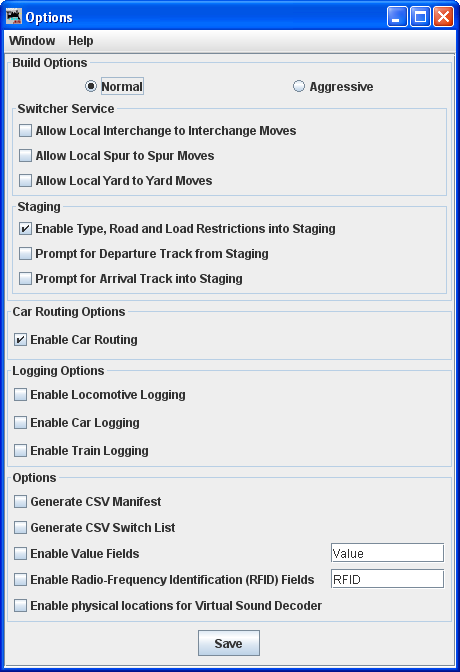 Options
Window Help
Build Options
Normal Aggressive
Switcher Service
Allow Local Interchange to Interchange Moves
Allow Local Spur to Spur Moves
Allow Local Yard to Yard Moves
Staging
Enable Type, Road and Load Restrictions into Staging
Prompt for Departure Track from Staging
Prompt for Arrival Track into Staging
Car Routing Options
Enable Car Routing
Logging Options
Enable Locomotive Logging
Enable Car Logging
Enable Train Logging
Options
Generate CSV Manifest
Generate CSV Switch List
Enable Value Fields Value
Enable Radio-Frequency Identification (RFID) Fields RFID
Enable physical locations for Virtual Sound Decoder
Save